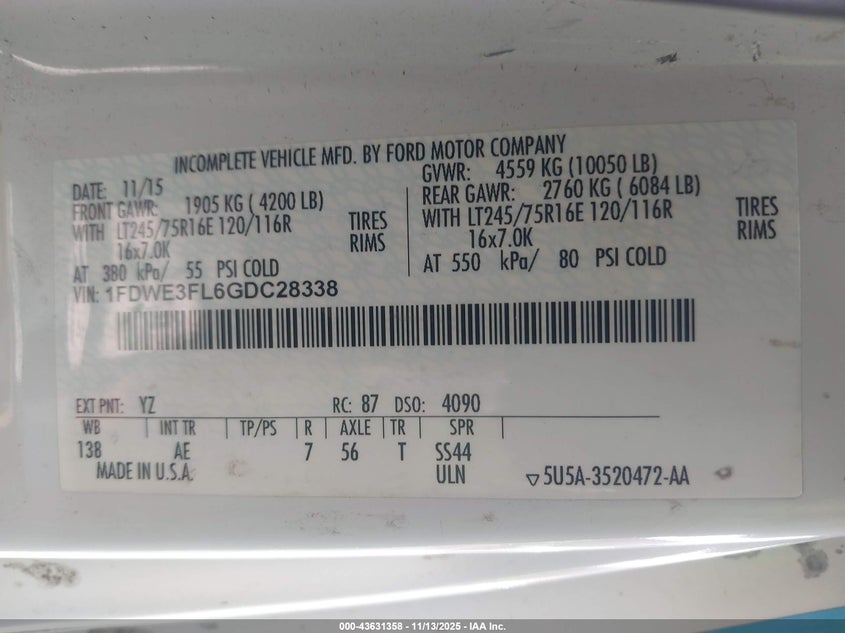 INCOMPLETE VEHICLE MFD. BY FORD MOTOR COMPANY
DATE: 11/15
GVWR: 4559 KG (10050 LB)
FRONT GAWR: 1905 KG ( 4200 LB)
REAR GAWR: 2760 KG ( 6084 LB)
WITH LT245/75R16E 120/116R TIRES
WITH LT245/75R16E 120/116R TIRES
16x7.0K RIMS
16x7.0K RIMS
AT 380 kPa/ 55 PSI COLD
AT 550 kPa/ 80 PSI COLD
VIN: 1FDWE3FL6GDC28338
EXT PNT: YZ RC: 87 DSO: 4090
WB INT TR TP/PS R AXLE TR SPR
138 AE 7 56 T SS44
MADE IN U.S.A. ULN ▽5U5A-3520472-AA
000-43631358 - 11/13/2025 - IAA Inc.